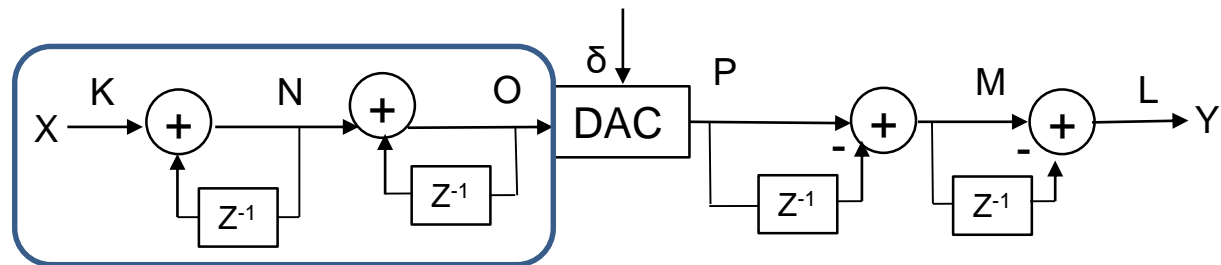 δ
K
N
O
P
M
L
X
+
+
DAC
+
+
Y
-
-
Z⁻¹
Z⁻¹
Z⁻¹
Z⁻¹